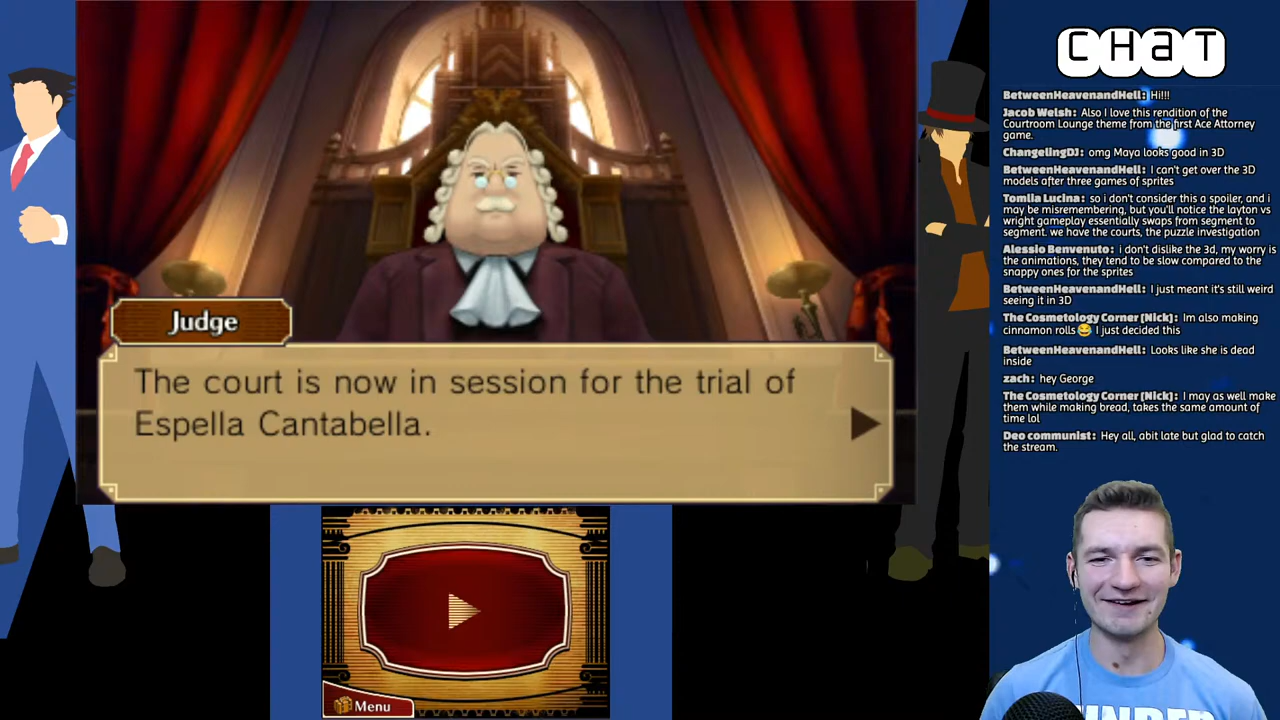 CHaT
BetweenHeavenandHell: Hi!!!
Jacob Welsh: Also I love this rendition of the
Courtroom Lounge theme from the first Ace Attorney
game.
ChangelingDJ: omg Maya looks good in 3D
BetweenHeavenandHell: I can't get over the 3D
models after three games of sprites
Tomlia Lucina: so i don't consider this a spoiler, and i
may be misremembering, but you'll notice the layton vs
wright gameplay essentially swaps from segment to
segment. we have the courts, the puzzle investigation
Alessio Benvenuto: i don't dislike the 3d, my worry is
the animations, they tend to be slow compared to the
snappy ones for the sprites
BetweenHeavenandHell: I just meant it's still weird
seeing it in 3D
The Cosmetology Corner [Nick]: Im also making
cinnamon rolls😂 I just decided this
BetweenHeavenandHell: Looks like she is dead
inside
zach: hey George
The Cosmetology Corner [Nick]: I may as well make
them while making bread, takes the same amount of
time lol
Deo communist: Hey all, abit late but glad to catch
the stream.
Judge
The court is now in session for the trial of
Espella Cantabella.
Menu